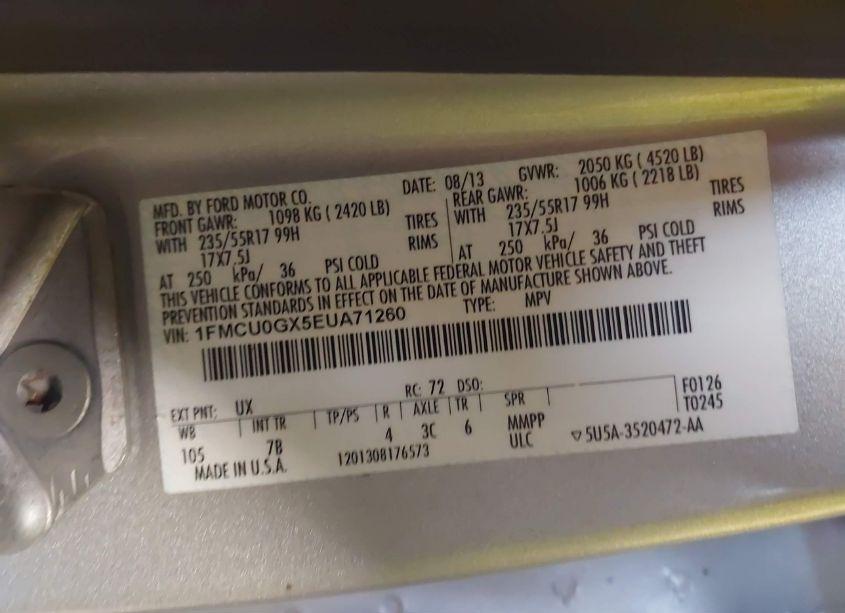 MFD. BY FORD MOTOR CO. DATE: 08/13 GVWR: 2050 KG ( 4520 LB)
FRONT GAWR: 1098 KG ( 2420 LB) REAR GAWR: 1006 KG ( 2218 LB)
WITH 235/55R17 99H TIRES WITH 235/55R17 99H TIRES
17X7.5J RIMS 17X7.5J RIMS
AT 250 kPa/ 36 PSI COLD AT 250 kPa/ 36 PSI COLD
THIS VEHICLE CONFORMS TO ALL APPLICABLE FEDERAL MOTOR VEHICLE SAFETY AND THEFT
PREVENTION STANDARDS IN EFFECT ON THE DATE OF MANUFACTURE SHOWN ABOVE.
VIN: 1FMCU0GX5EUA71260 TYPE: MPV
EXT PNT: UX RC: 72 DSO: F0126
WB INT TR TP/PS R AXLE TR SPR T0245
105 7B 4 3C 6 MMPP
ULC ▽5U5A-3520472-AA
MADE IN U.S.A. 1201308176573